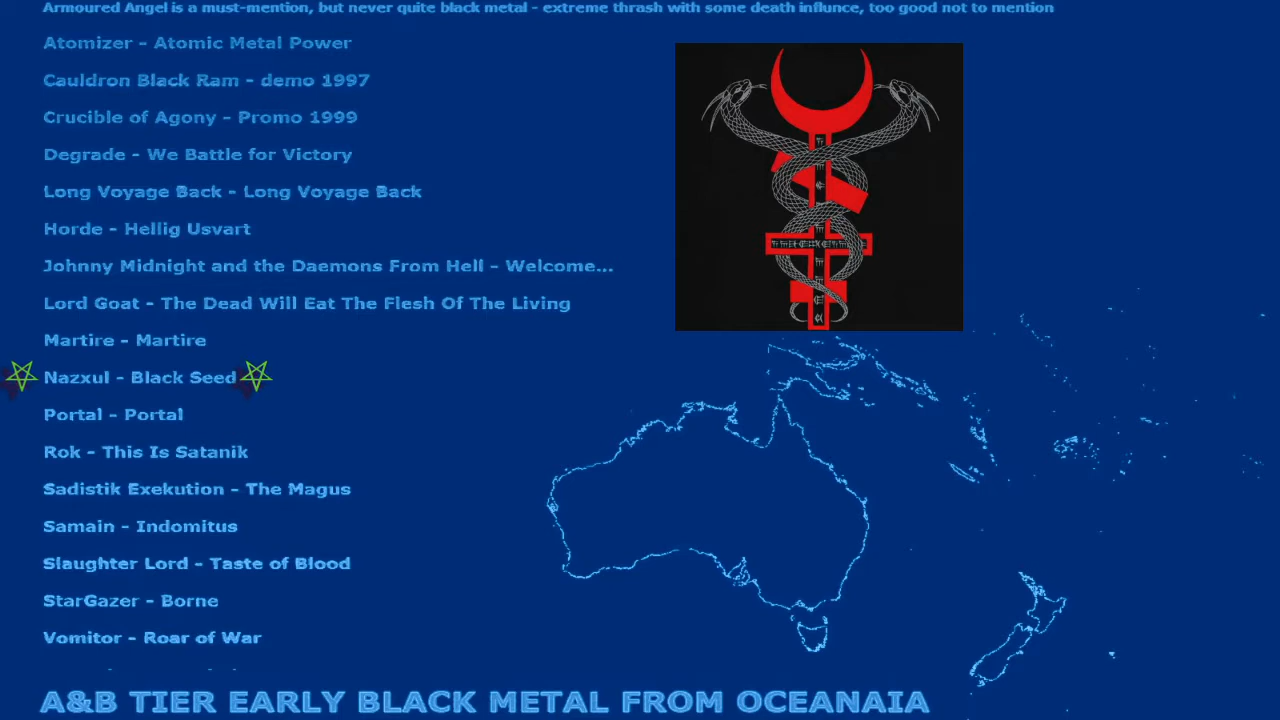 Armoured Angel is a must-mention, but never quite black metal - extreme thrash with some death influnce, too good not to mention
Atomizer - Atomic Metal Power
Cauldron Black Ram - demo 1997
Crucible of Agony - Promo 1999
Degrade - We Battle for Victory
Long Voyage Back - Long Voyage Back
Horde - Hellig Usvart
Johnny Midnight and the Daemons From Hell - Welcome...
Lord Goat - The Dead Will Eat The Flesh Of The Living
Martire - Martire
Nazxul - Black Seed
Portal - Portal
Rok - This Is Satanik
Sadistik Exekution - The Magus
Samain - Indomitus
Slaughter Lord - Taste of Blood
StarGazer - Borne
Vomitor - Roar of War
A&B TIER EARLY BLACK METAL FROM OCEANAIA